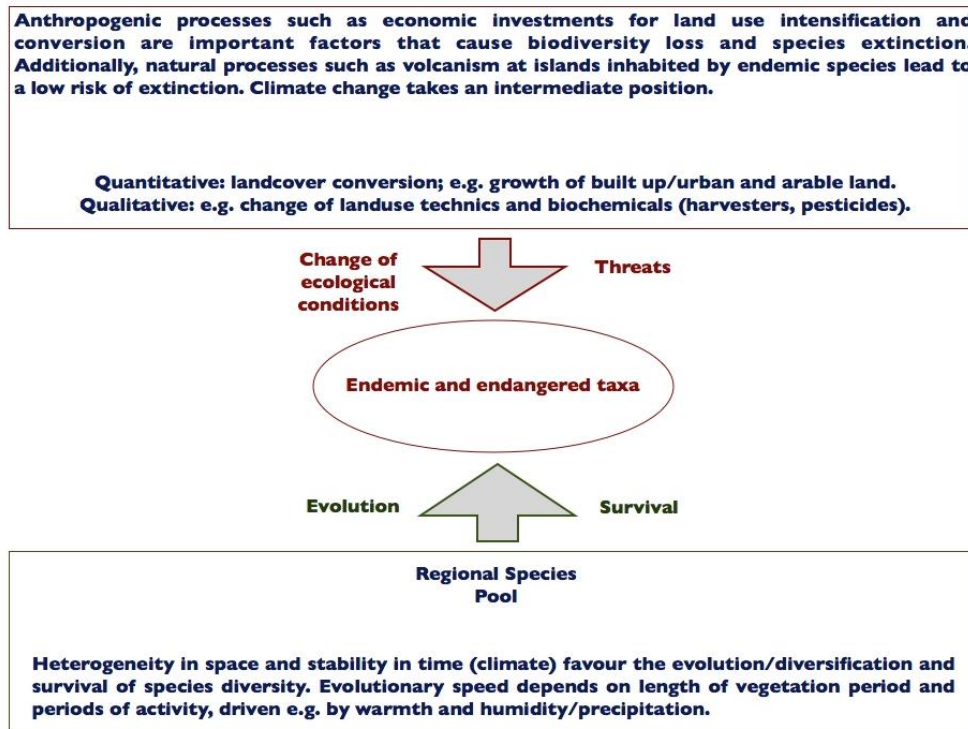 Anthropogenic processes such as economic investments for land use intensification and
conversion are important factors that cause biodiversity loss and species extinction.
Additionally, natural processes such as volcanism at islands inhabited by endemic species lead to
a low risk of extinction. Climate change takes an intermediate position.
Quantitative: landcover conversion; e.g. growth of built up/urban and arable land.
Qualitative: e.g. change of landuse technics and biochemicals (harvesters, pesticides).
Change of
ecological
conditions
Threats
Endemic and endangered taxa
Evolution
Survival
Regional Species
Pool
Heterogeneity in space and stability in time (climate) favour the evolution/diversification and
survival of species diversity. Evolutionary speed depends on length of vegetation period and
periods of activity, driven e.g. by warmth and humidity/precipitation.